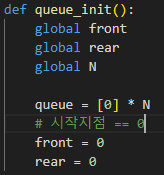 def queue_init():
    global front
    global rear
    global N

    queue = [0] * N
    # 시작지점 == 0
    front = 0
    rear = 0